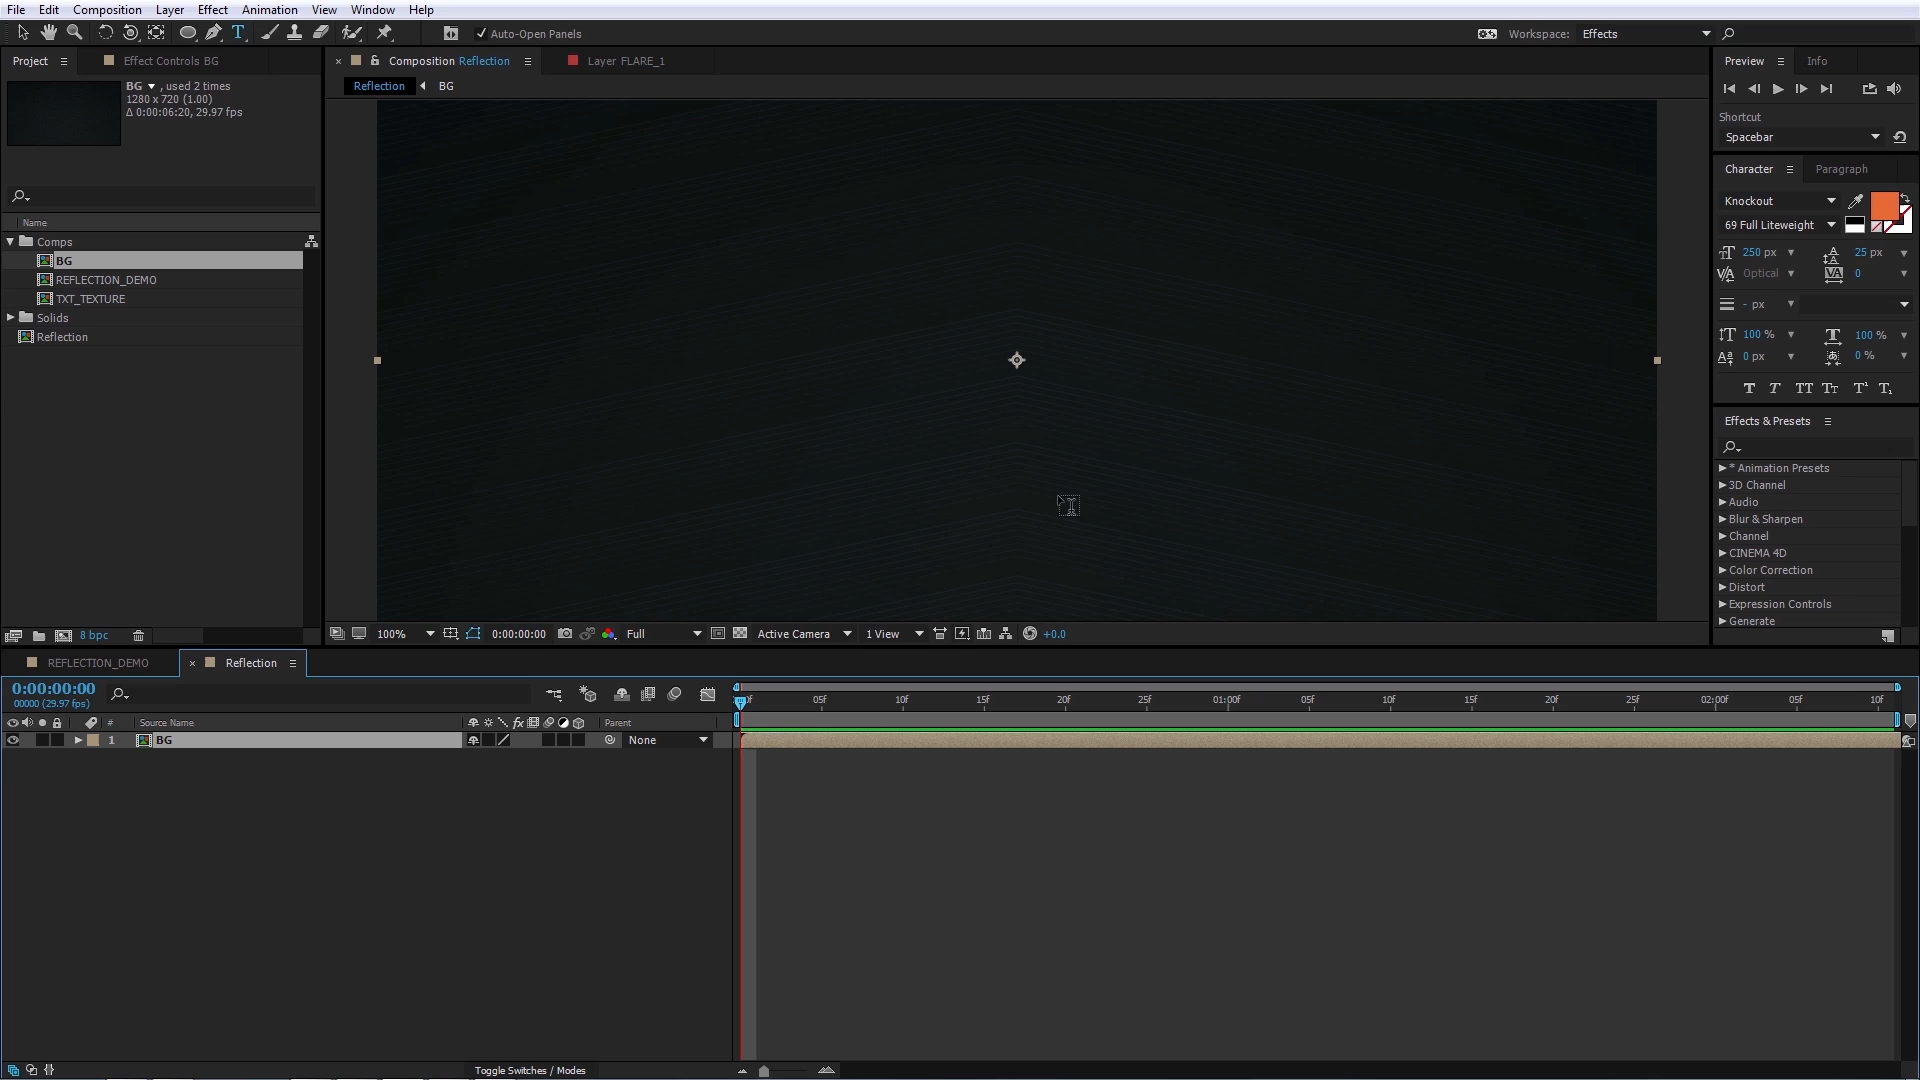 File Edit Composition Layer Effect Animation View Window Help
Auto-Open Panels
Workspace: Effects
Project
Effect Controls BG
Composition Reflection
Layer FLARE_1
Preview
Info
BG , used 2 times
1280 x 720 (1.00)
Δ 0:00:06:20, 29.97 fps
Reflection BG
Shortcut
Spacebar
Character
Paragraph
Knockout
69 Full Liteweight
250 px
25 px
Optical
0
- px
100 %
100 %
0 px
0 %
T T TT Tт T¹ T₁
Name
Comps
BG
REFLECTION_DEMO
TXT_TEXTURE
Solids
Reflection
Effects & Presets
* Animation Presets
3D Channel
Audio
Blur & Sharpen
Channel
CINEMA 4D
Color Correction
Distort
Expression Controls
Generate
8 bpc
100%
0:00:00:00
Full
Active Camera
1 View
+0.0
REFLECTION_DEMO
Reflection
0:00:00:00
00000 (29.97 fps)
05f 10f 15f 20f 25f 01:00f 05f 10f 15f 20f 25f 02:00f 05f 10f
# Source Name
fx
Parent
1 BG
None
Toggle Switches / Modes